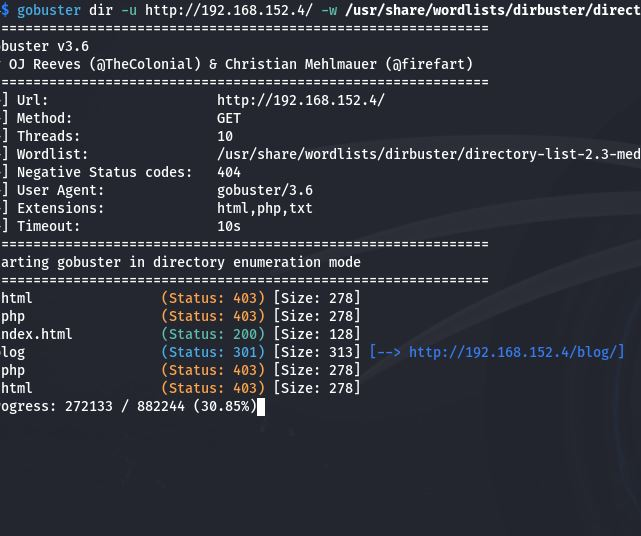 $ gobuster dir -u http://192.168.152.4/ -w /usr/share/wordlists/dirbuster/direct
===============================================================
buster v3.6
OJ Reeves (@TheColonial) & Christian Mehlmauer (@firefart)
===============================================================
] Url: http://192.168.152.4/
] Method: GET
] Threads: 10
] Wordlist: /usr/share/wordlists/dirbuster/directory-list-2.3-med
] Negative Status codes: 404
] User Agent: gobuster/3.6
] Extensions: html,php,txt
] Timeout: 10s
===============================================================
arting gobuster in directory enumeration mode
===============================================================
html (Status: 403) [Size: 278]
php (Status: 403) [Size: 278]
ndex.html (Status: 200) [Size: 128]
log (Status: 301) [Size: 313] [--> http://192.168.152.4/blog/]
php (Status: 403) [Size: 278]
html (Status: 403) [Size: 278]
ogress: 272133 / 882244 (30.85%)